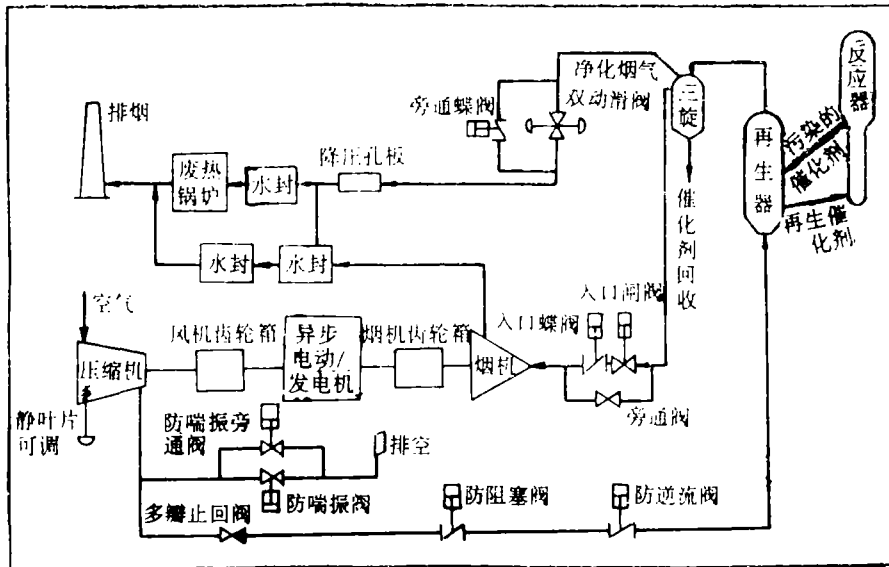 反应器
净化烟气
双动滑阀
三旋
旁通蝶阀
排烟
再生器
污染的
催化剂
再生催
化剂
降压孔板
废热
锅炉
水封
催化剂回收
水封
水封
入口闸阀
入口蝶阀
空气
风机齿轮箱
异步
电动/
发电机
烟机齿轮箱
烟机
压缩机
旁通阀
静叶片
可调
防喘振旁
通阀
排空
防喘振阀
防阻塞阀
防逆流阀
多瓣止回阀